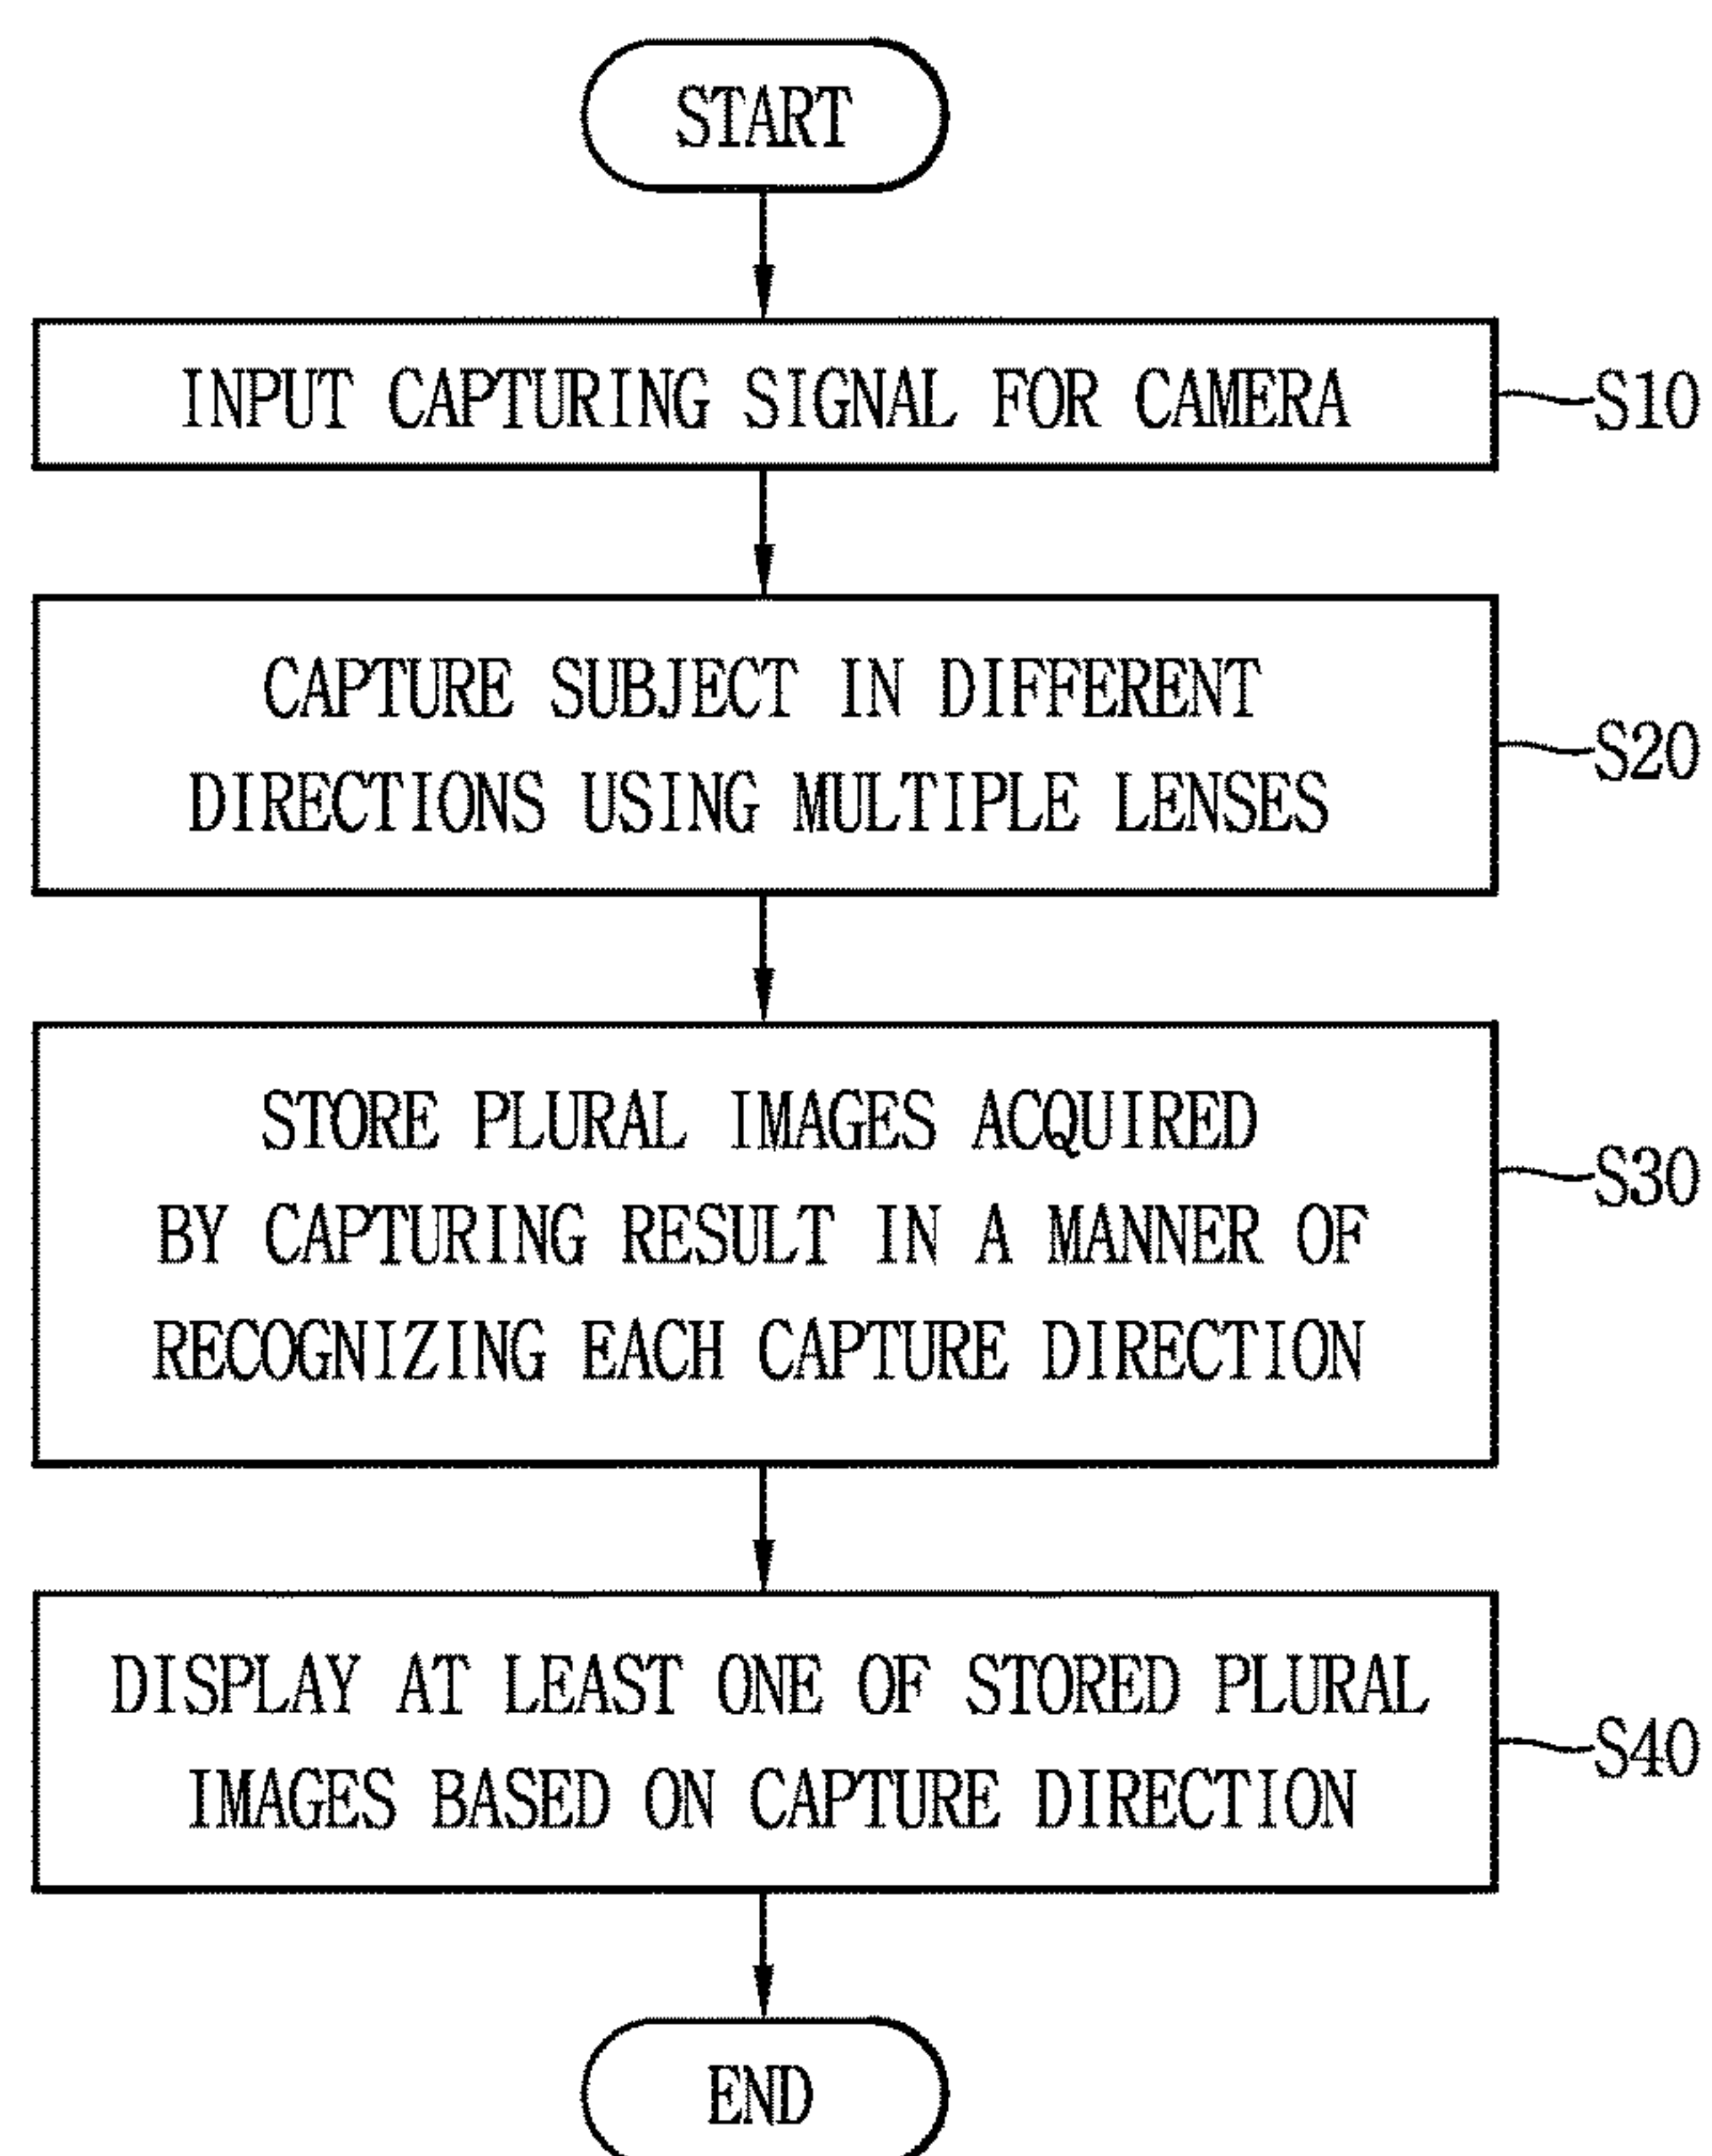 START
INPUT CAPTURING SIGNAL FOR CAMERA
S10
CAPTURE SUBJECT IN DIFFERENT
DIRECTIONS USING MULTIPLE LENSES
S20
STORE PLURAL IMAGES ACQUIRED
BY CAPTURING RESULT IN A MANNER OF
RECOGNIZING EACH CAPTURE DIRECTION
S30
DISPLAY AT LEAST ONE OF STORED PLURAL
IMAGES BASED ON CAPTURE DIRECTION
S40
END